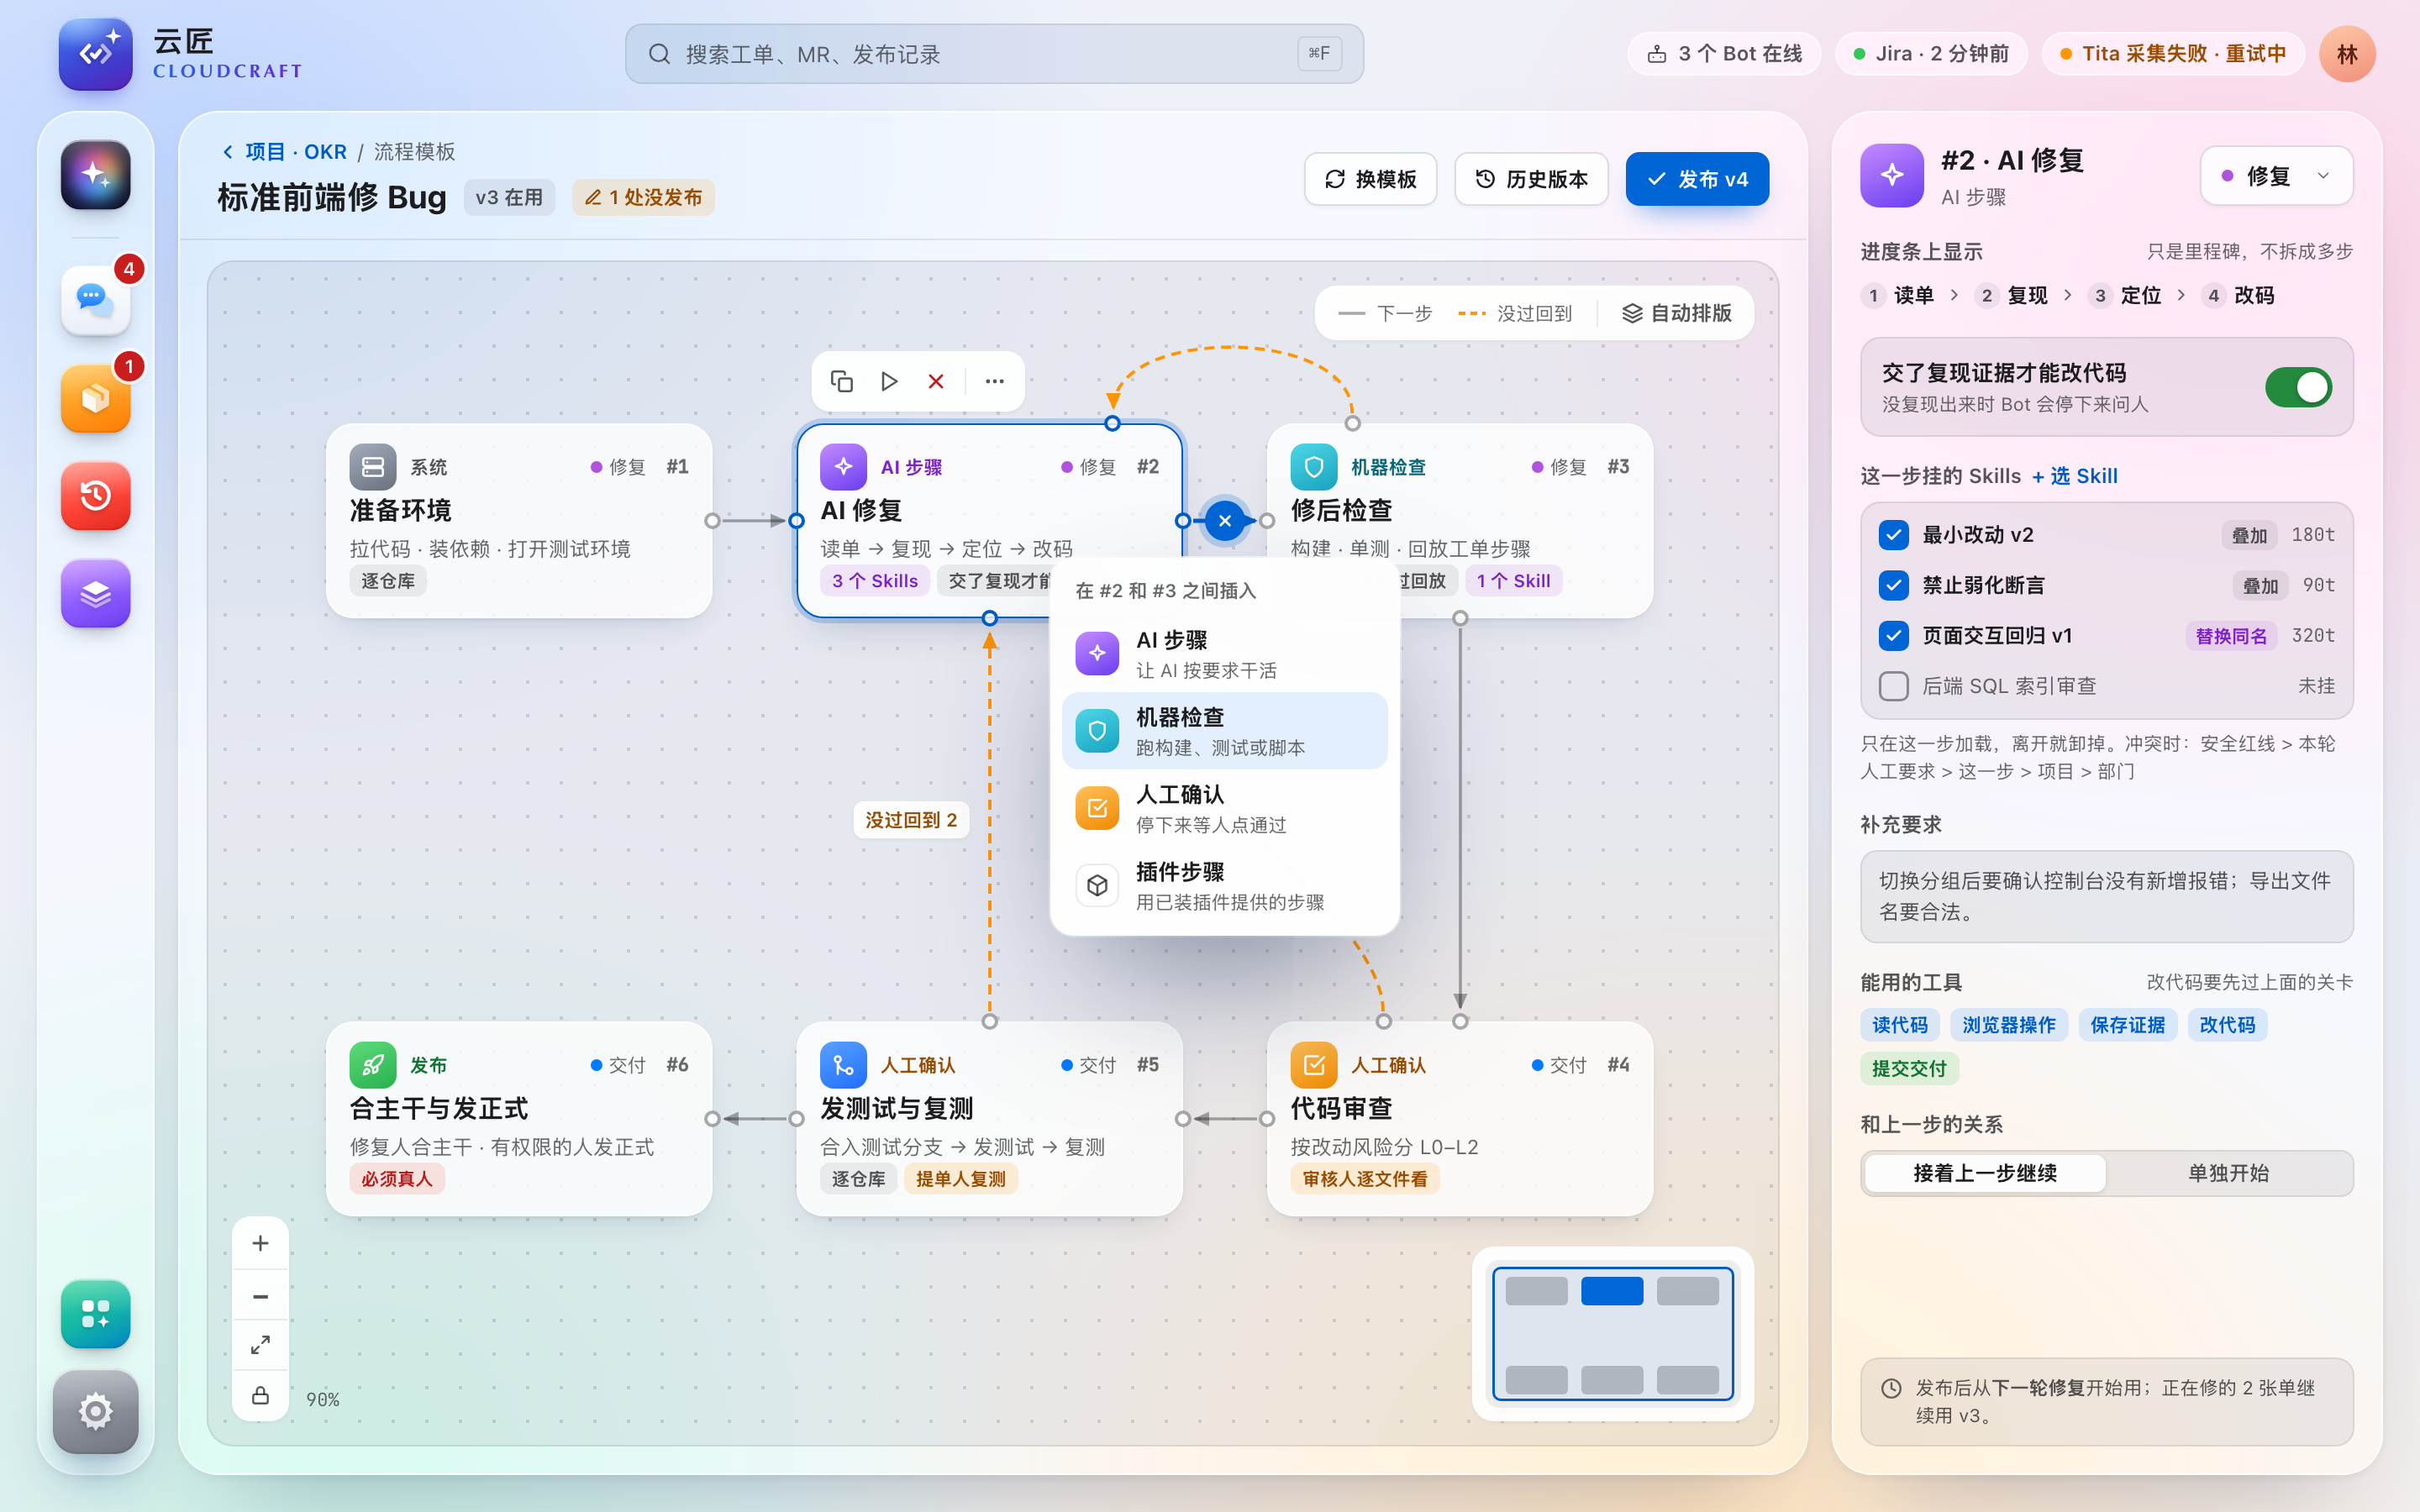 云匠
CLOUDCRAFT
搜索工单、MR、发布记录
⌘F
3 个 Bot 在线
Jira · 2 分钟前
Tita 采集失败 · 重试中
林
4
1
项目 · OKR / 流程模板
标准前端修 Bug
v3 在用
1 处没发布
换模板
历史版本
发布 v4
下一步
没过回到
自动排版
系统
修复
#1
准备环境
拉代码 · 装依赖 · 打开测试环境
逐仓库
AI 步骤
修复
#2
AI 修复
读单 → 复现 → 定位 → 改码
3 个 Skills
交了复现才能
机器检查
修复
#3
修后检查
构建 · 单测 · 回放工单步骤
过回放
1 个 Skill
在 #2 和 #3 之间插入
AI 步骤
让 AI 按要求干活
机器检查
跑构建、测试或脚本
人工确认
停下来等人点通过
插件步骤
用已装插件提供的步骤
没过回到 2
发布
交付
#6
合主干与发正式
修复人合主干 · 有权限的人发正式
必须真人
人工确认
交付
#5
发测试与复测
合入测试分支 → 发测试 → 复测
逐仓库
提单人复测
人工确认
交付
#4
代码审查
按改动风险分 L0–L2
审核人逐文件看
90%
#2 · AI 修复
AI 步骤
修复
进度条上显示
只是里程碑，不拆成多步
1 读单 > 2 复现 > 3 定位 > 4 改码
交了复现证据才能改代码
没复现出来时 Bot 会停下来问人
这一步挂的 Skills
+ 选 Skill
最小改动 v2
叠加
180t
禁止弱化断言
叠加
90t
页面交互回归 v1
替换同名
320t
后端 SQL 索引审查
未挂
只在这一步加载，离开就卸掉。冲突时：安全红线 > 本轮
人工要求 > 这一步 > 项目 > 部门
补充要求
切换分组后要确认控制台没有新增报错；导出文件
名要合法。
能用的工具
改代码要先过上面的关卡
读代码
浏览器操作
保存证据
改代码
提交交付
和上一步的关系
接着上一步继续
单独开始
发布后从下一轮修复开始用；正在修的 2 张单继
续用 v3。